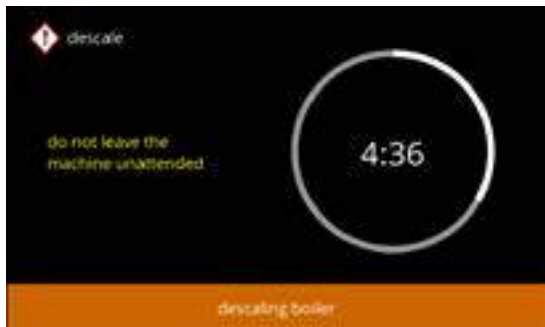 descale
do not leave the
machine unattended
4:36
descaling boiler